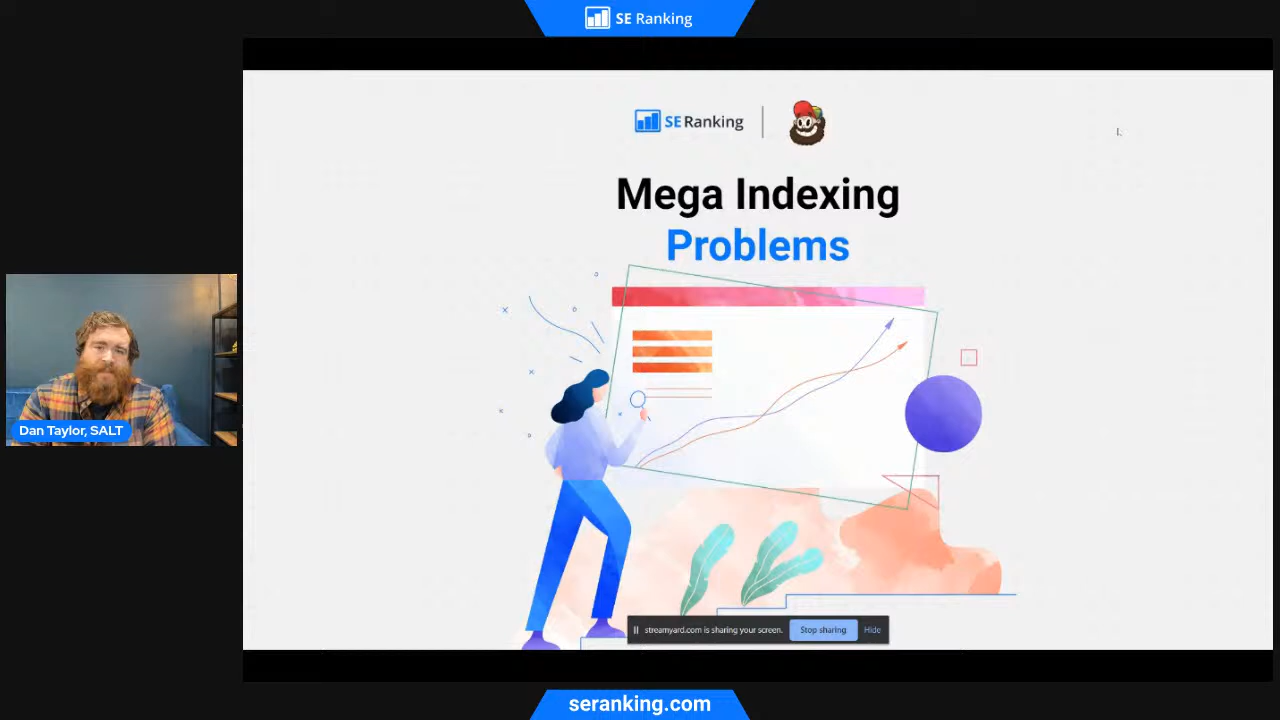 SE Ranking
SE Ranking
Mega Indexing
Problems
Dan Taylor, SALT
streamyard.com is sharing your screen.
Stop sharing
Hide
seranking.com